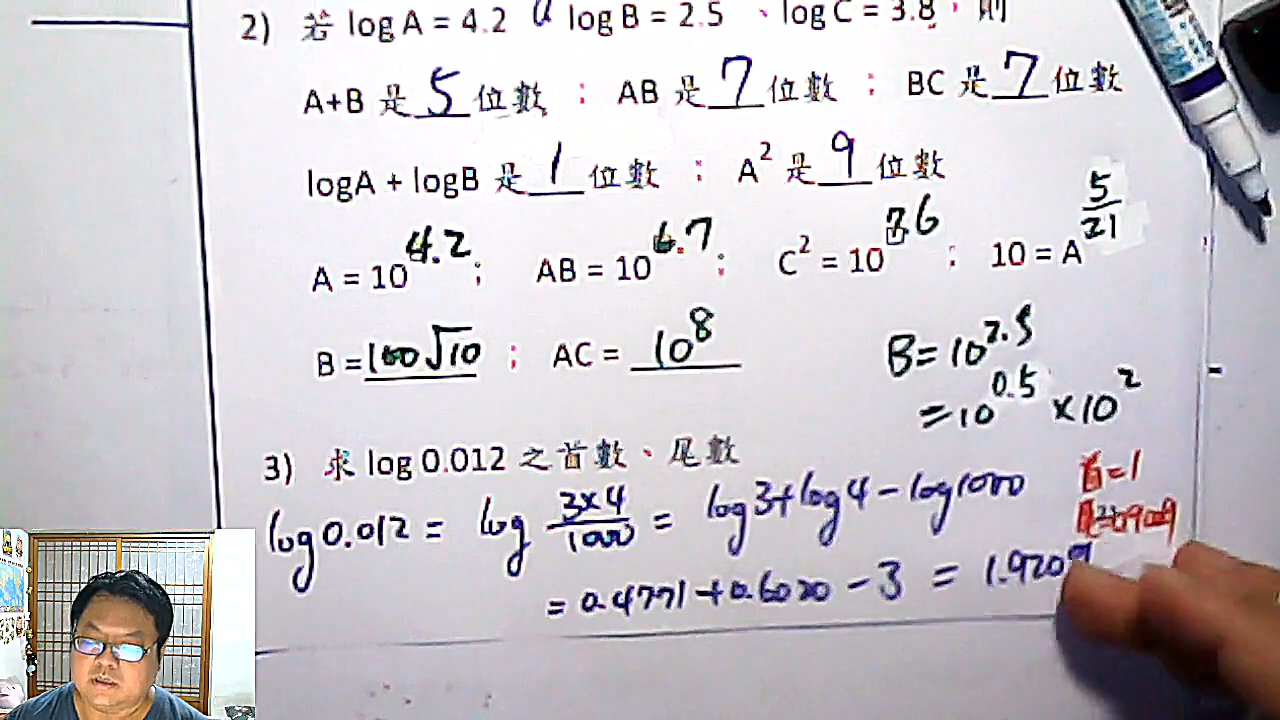 2) 若 log A = 4.2 、 log B = 2.5 、 log C = 3.8 , 則
A+B 是 5 位數 ; AB 是 7 位數 ; BC 是 7 位數
logA + logB 是 1 位數 ; A² 是 9 位數
A = 10^4.2 ; AB = 10^6.7 ; C² = 10^7.6 ; 10 = A^(5/21)
B = 100√10 ; AC = 10^8
B = 10^2.5
= 10^0.5 × 10^2
3) 求 log 0.012 之首數、尾數
log 0.012 = log (3×4)/1000 = log3 + log4 − log1000
= 0.4771 + 0.6020 − 3 = 1.920
首=1